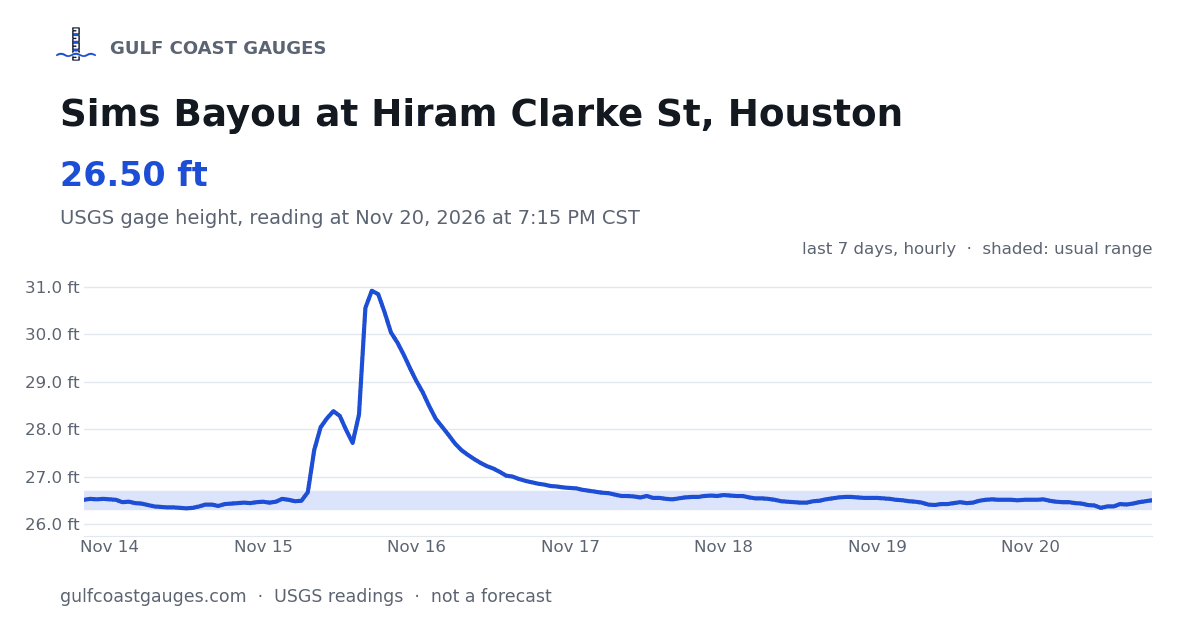 GULF COAST GAUGES
Sims Bayou at Hiram Clarke St, Houston
26.50 ft
USGS gage height, reading at Nov 20, 2026 at 7:15 PM CST
last 7 days, hourly · shaded: usual range
31.0 ft
30.0 ft
29.0 ft
28.0 ft
27.0 ft
26.0 ft
Nov 14 Nov 15 Nov 16 Nov 17 Nov 18 Nov 19 Nov 20
gulfcoastgauges.com · USGS readings · not a forecast